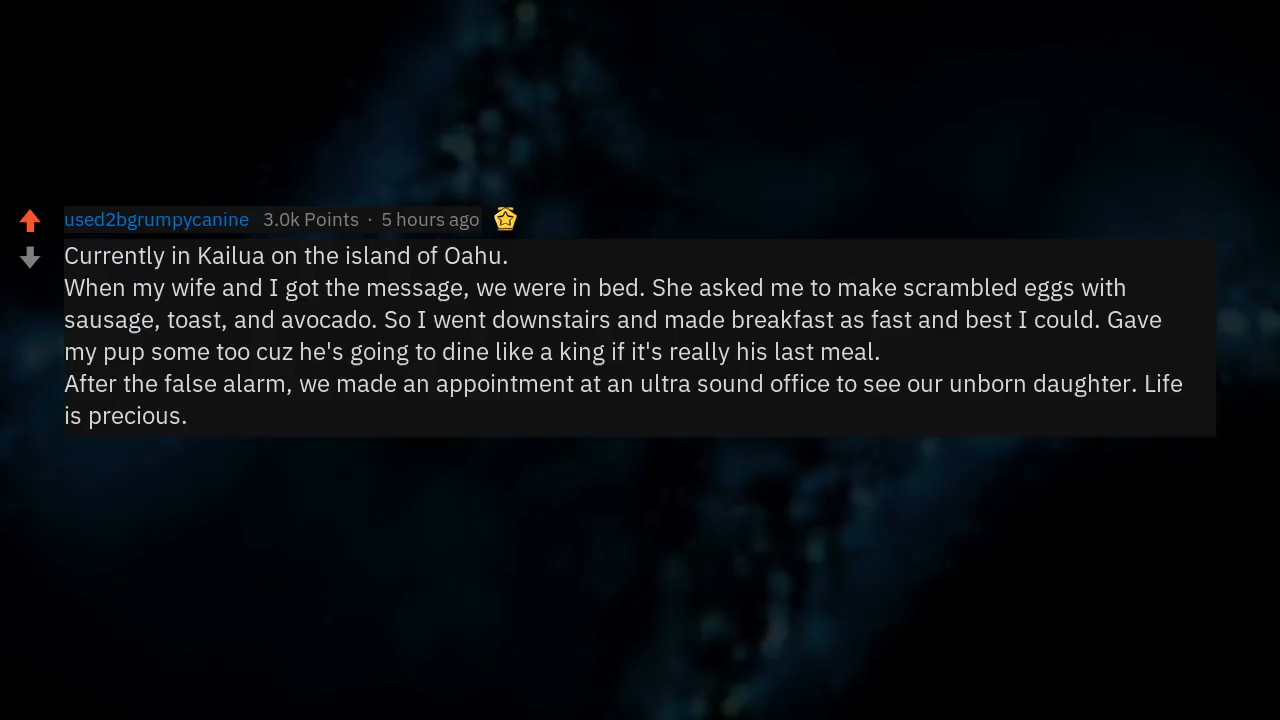 used2bgrumpycanine 3.0k Points · 5 hours ago
Currently in Kailua on the island of Oahu.
When my wife and I got the message, we were in bed. She asked me to make scrambled eggs with
sausage, toast, and avocado. So I went downstairs and made breakfast as fast and best I could. Gave
my pup some too cuz he's going to dine like a king if it's really his last meal.
After the false alarm, we made an appointment at an ultra sound office to see our unborn daughter. Life
is precious.